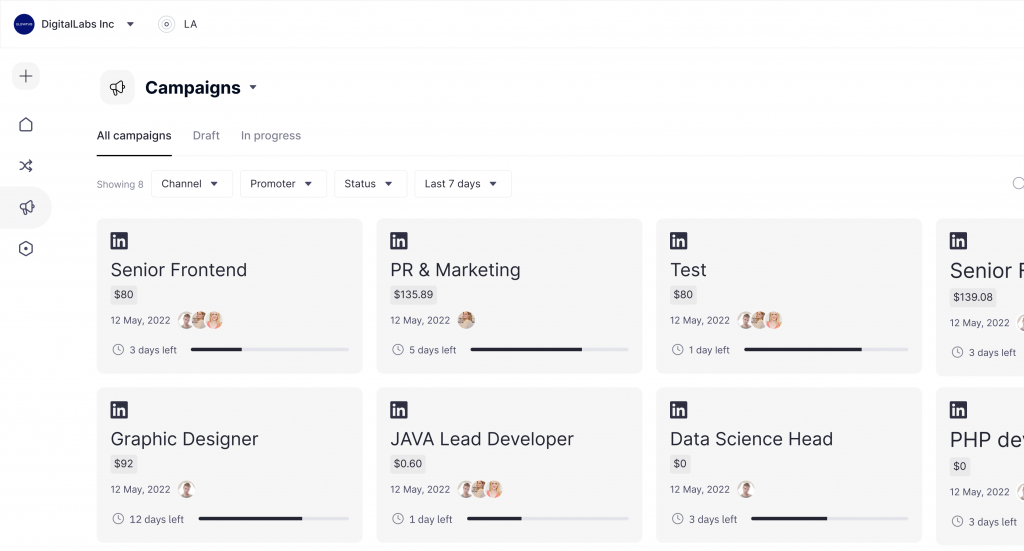 DigitalLabs Inc LA
Campaigns
All campaigns Draft In progress
Showing 8 Channel Promoter Status Last 7 days
in in in in
Senior Frontend PR & Marketing Test Senior F
$80 $135.89 $80 $139.08
12 May, 2022 12 May, 2022 12 May, 2022 12 May, 2022
3 days left 5 days left 1 day left 3 days left
in in in in
Graphic Designer JAVA Lead Developer Data Science Head PHP de
$92 $0.60 $0 $0
12 May, 2022 12 May, 2022 12 May, 2022 12 May, 2022
12 days left 1 day left 3 days left 3 days left